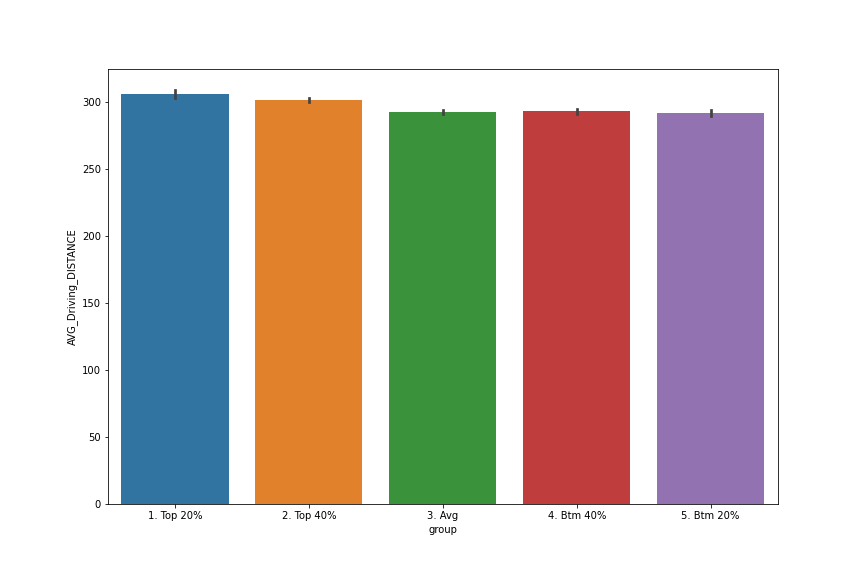 300
250
200
150
100
50
0
AVG_Driving_DISTANCE
1. Top 20%
2. Top 40%
3. Avg
4. Btm 40%
5. Btm 20%
group